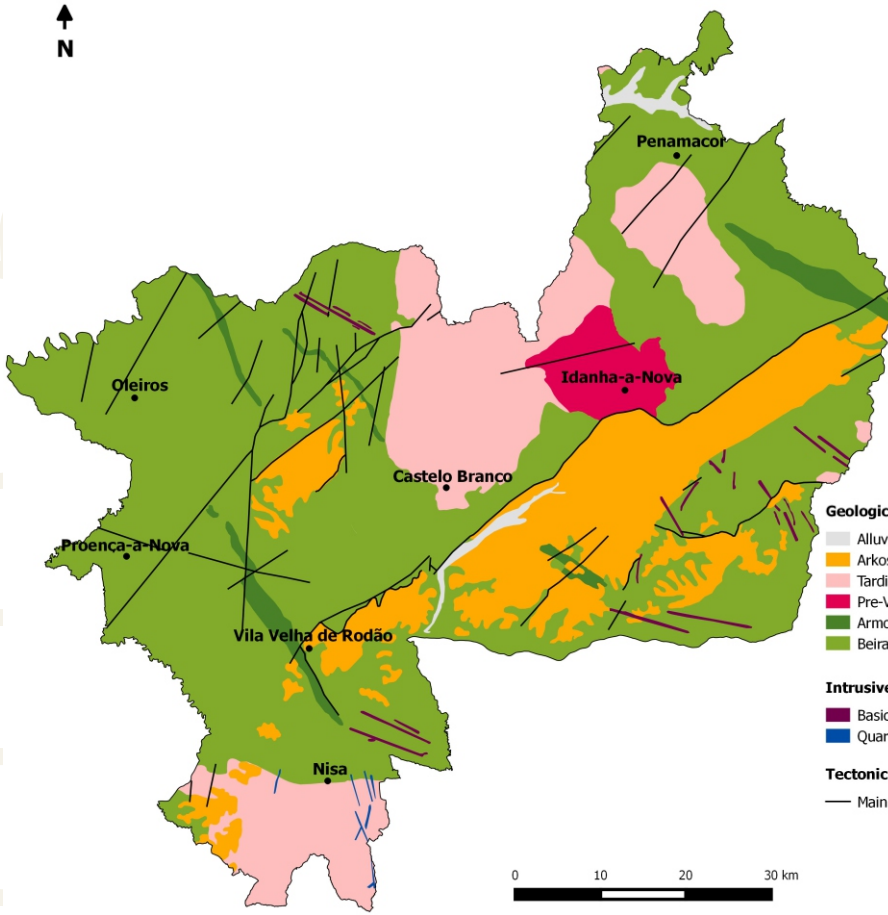 N
Penamacor
Oleiros
Idanha-a-Nova
Castelo Branco
Proença-a-Nova
Vila Velha de Rodão
Nisa
Geologic
Alluv
Arkos
Tardi
Pre-V
Armo
Beira
Intrusive
Basic
Quar
Tectonic
Main
0 10 20 30 km